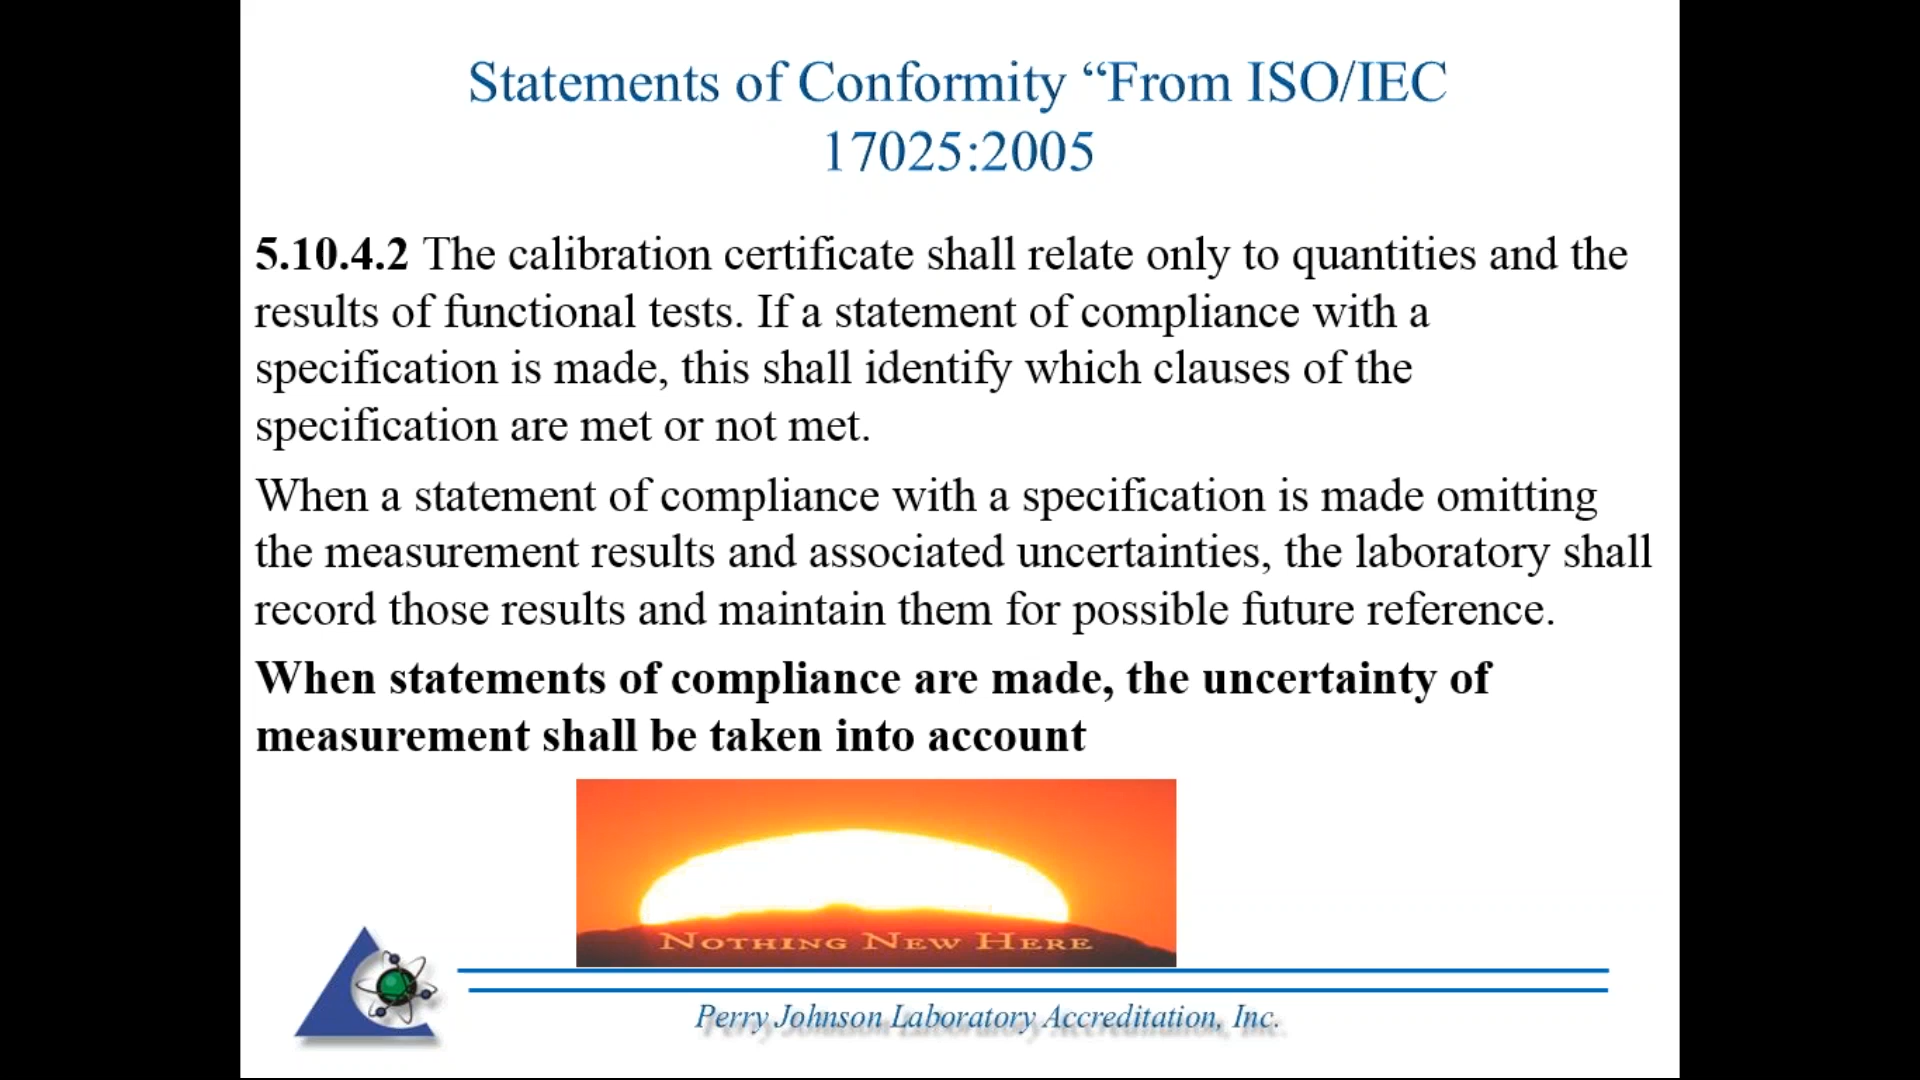 Statements of Conformity “From ISO/IEC
17025:2005
5.10.4.2 The calibration certificate shall relate only to quantities and the
results of functional tests. If a statement of compliance with a
specification is made, this shall identify which clauses of the
specification are met or not met.
When a statement of compliance with a specification is made omitting
the measurement results and associated uncertainties, the laboratory shall
record those results and maintain them for possible future reference.
When statements of compliance are made, the uncertainty of
measurement shall be taken into account
NOTHING NEW HERE
Perry Johnson Laboratory Accreditation, Inc.